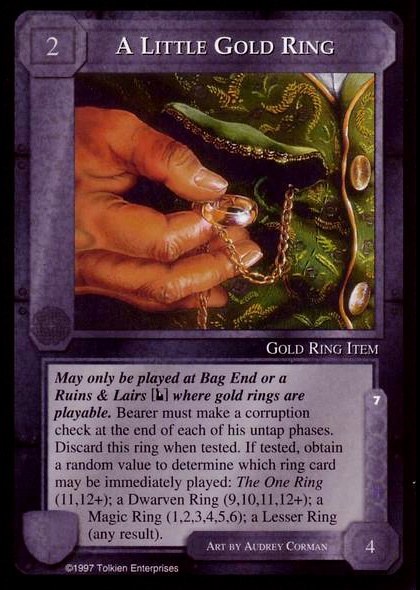 2
A Little Gold Ring
Gold Ring Item
May only be played at Bag End or a
Ruins & Lairs [] where gold rings are
playable. Bearer must make a corruption
check at the end of each of his untap phases.
Discard this ring when tested. If tested, obtain
a random value to determine which ring card
may be immediately played: The One Ring
(11,12+); a Dwarven Ring (9,10,11,12+); a
Magic Ring (1,2,3,4,5,6); a Lesser Ring
(any result).
7
Art by Audrey Corman
4
©1997 Tolkien Enterprises